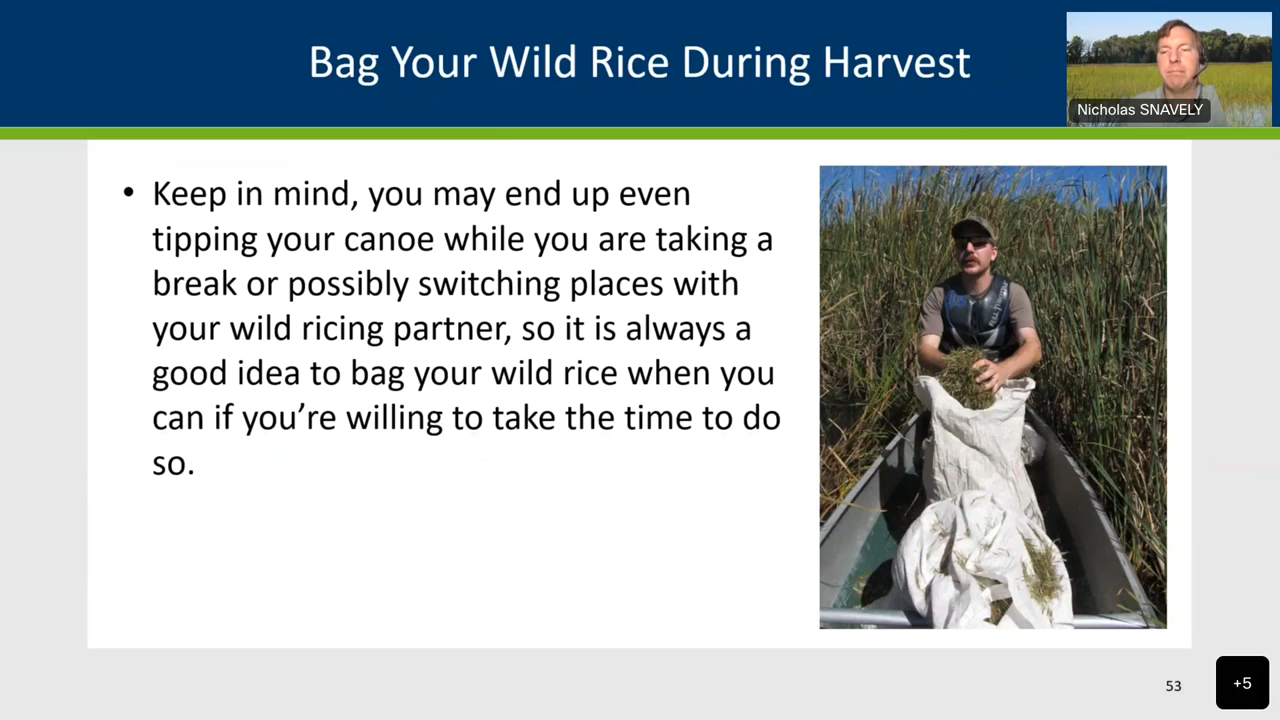 Bag Your Wild Rice During Harvest
Nicholas SNAVELY
• Keep in mind, you may end up even
tipping your canoe while you are taking a
break or possibly switching places with
your wild ricing partner, so it is always a
good idea to bag your wild rice when you
can if you’re willing to take the time to do
so.
53
+5